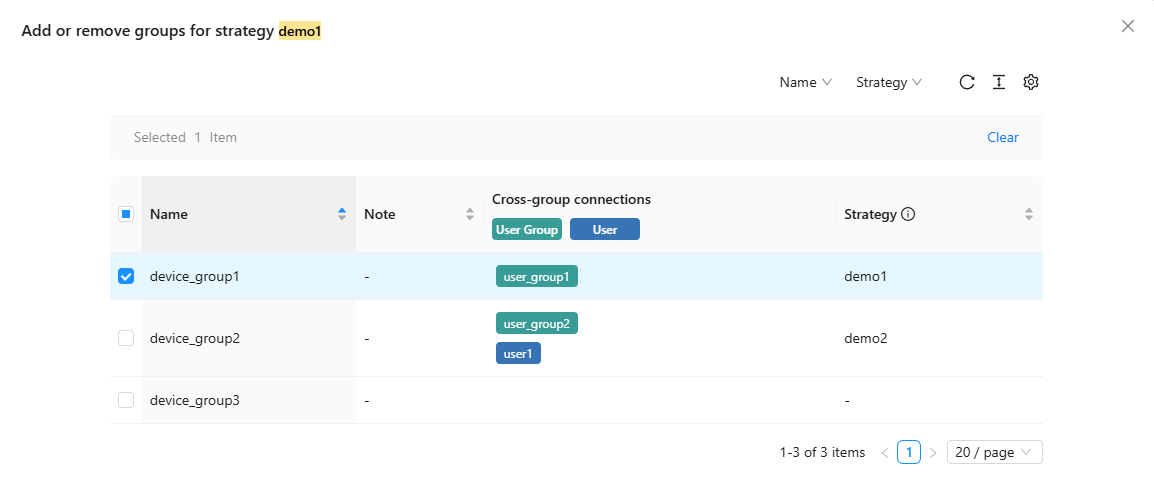 Add or remove groups for strategy demo1
Name Strategy
Selected 1 Item Clear
Name Note Cross-group connections Strategy
User Group User
device_group1 - user_group1 demo1
device_group2 - user_group2 demo2
user1
device_group3 - -
1-3 of 3 items 1 20 / page